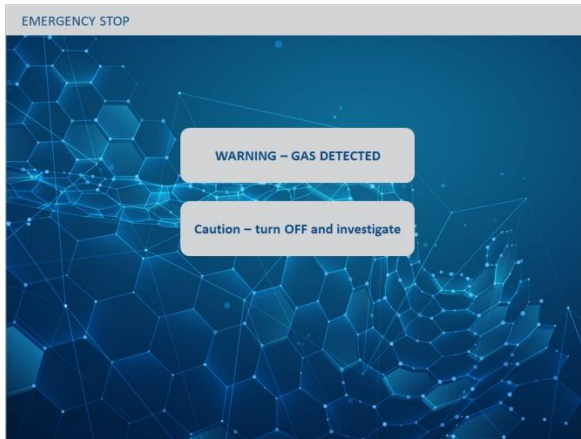 EMERGENCY STOP
WARNING – GAS DETECTED
Caution – turn OFF and investigate